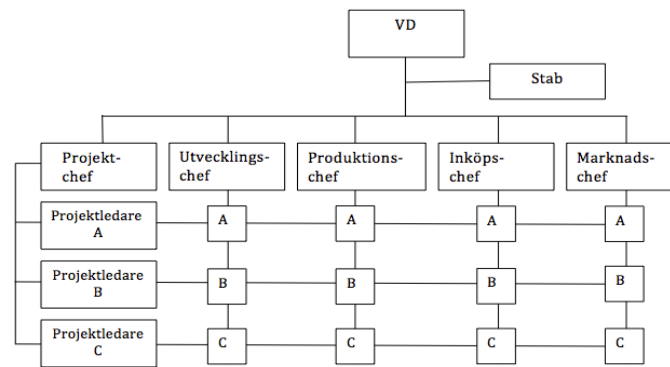 VD
Stab
Projekt-
chef
Utvecklings-
chef
Produktions-
chef
Inköps-
chef
Marknads-
chef
Projektledare
A
A
A
A
A
Projektledare
B
B
B
B
B
Projektledare
C
C
C
C
C